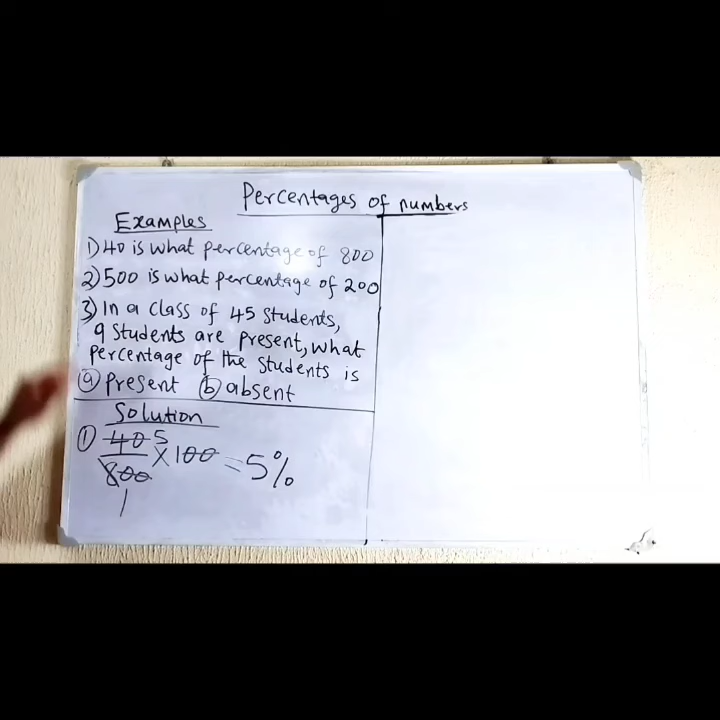 Percentages of numbers
Examples
1) 40 is what percentage of 800
2) 500 is what percentage of 200
3) In a class of 45 students,
9 students are present, what
percentage of the students is
(a) Present (b) absent
Solution
(1) 40 5
× 100 = 5%
800
1